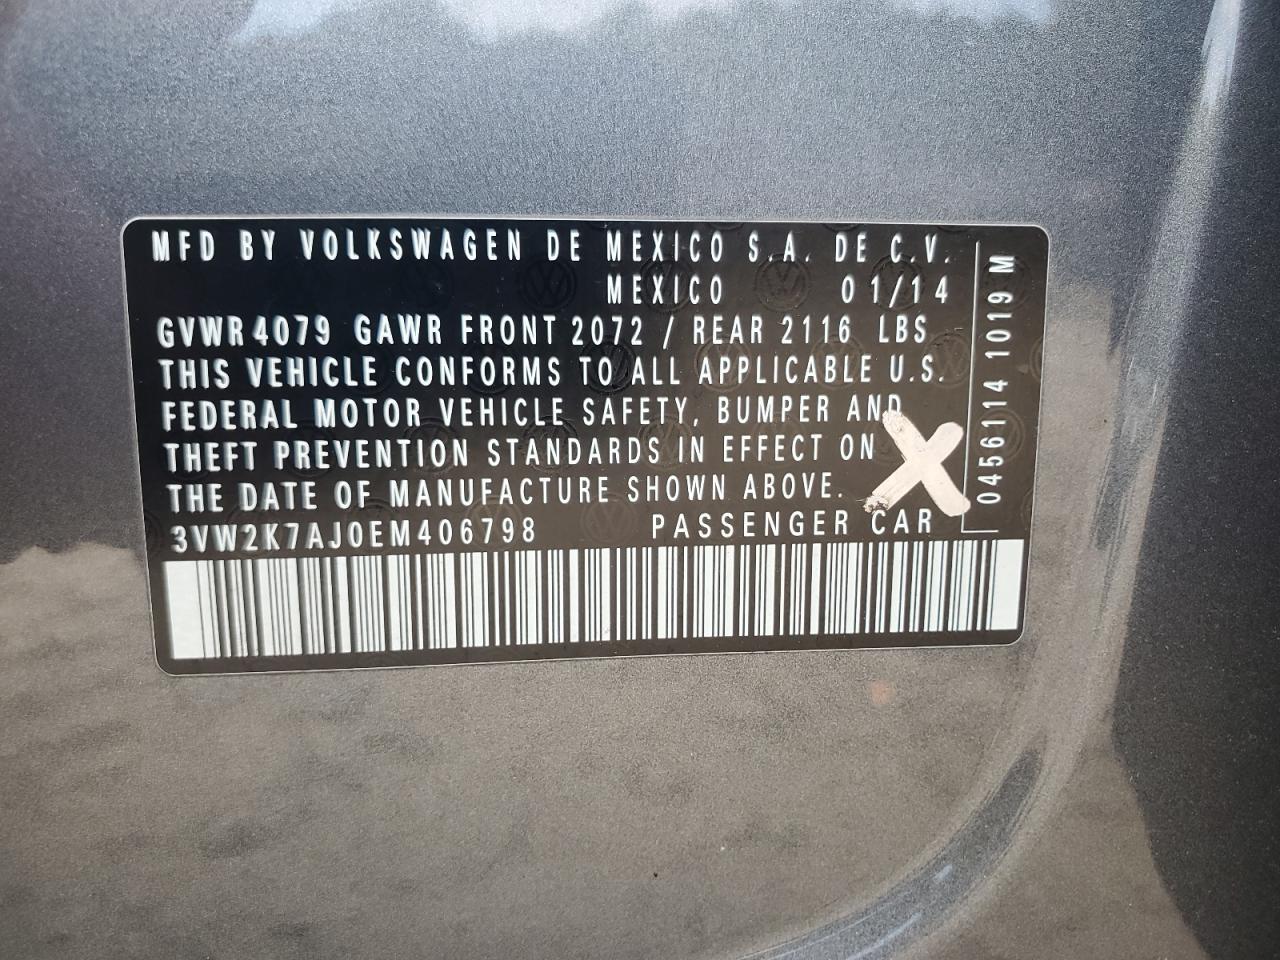 MFD BY VOLKSWAGEN DE MEXICO S.A. DE C.V.
MEXICO 01/14
GVWR 4079 GAWR FRONT 2072 / REAR 2116 LBS
THIS VEHICLE CONFORMS TO ALL APPLICABLE U.S.
FEDERAL MOTOR VEHICLE SAFETY, BUMPER AND
THEFT PREVENTION STANDARDS IN EFFECT ON
THE DATE OF MANUFACTURE SHOWN ABOVE.
3VW2K7AJ0EM406798 PASSENGER CAR
0456114 1019 M